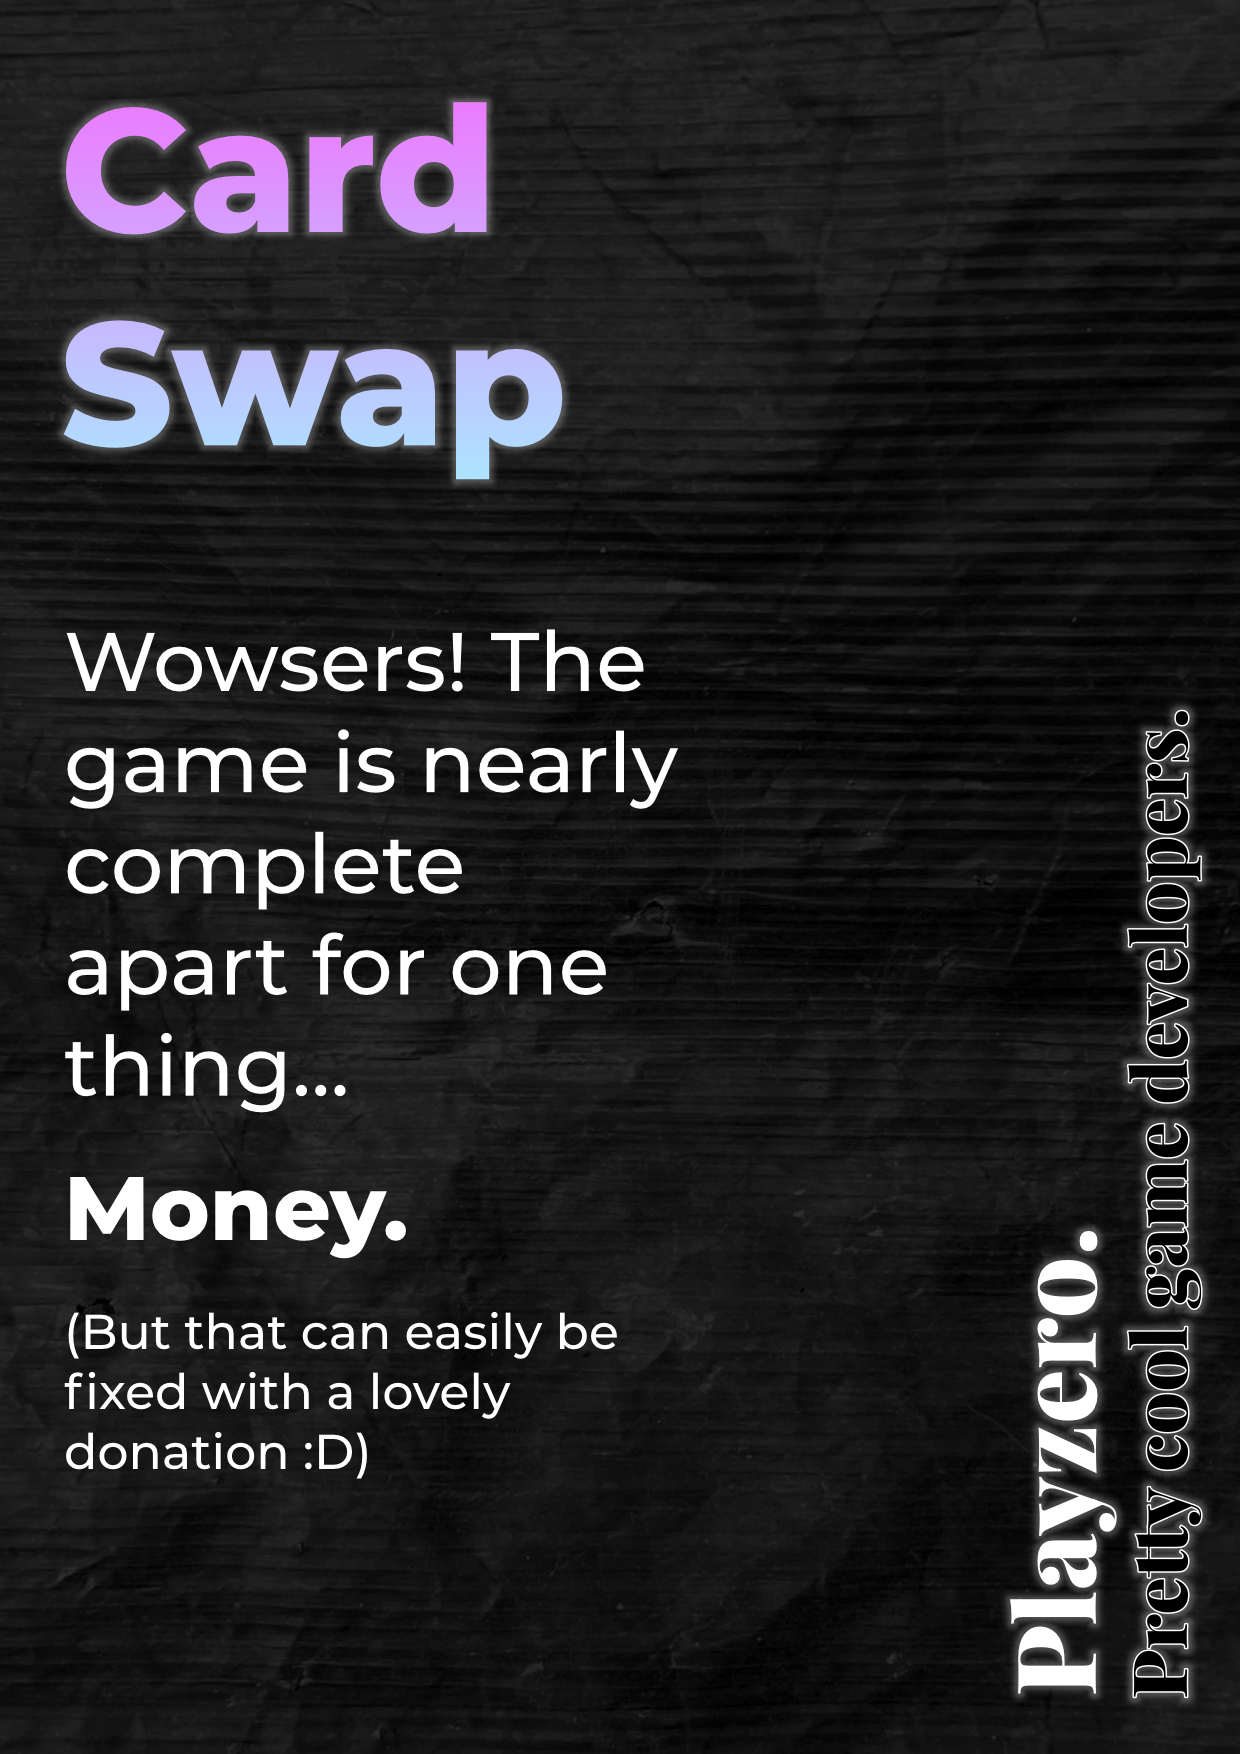 Card
Swap
Wowsers! The
game is nearly
complete
apart for one
thing...
Money.
(But that can easily be
fixed with a lovely
donation :D)
Playzero.
Pretty cool game developers.